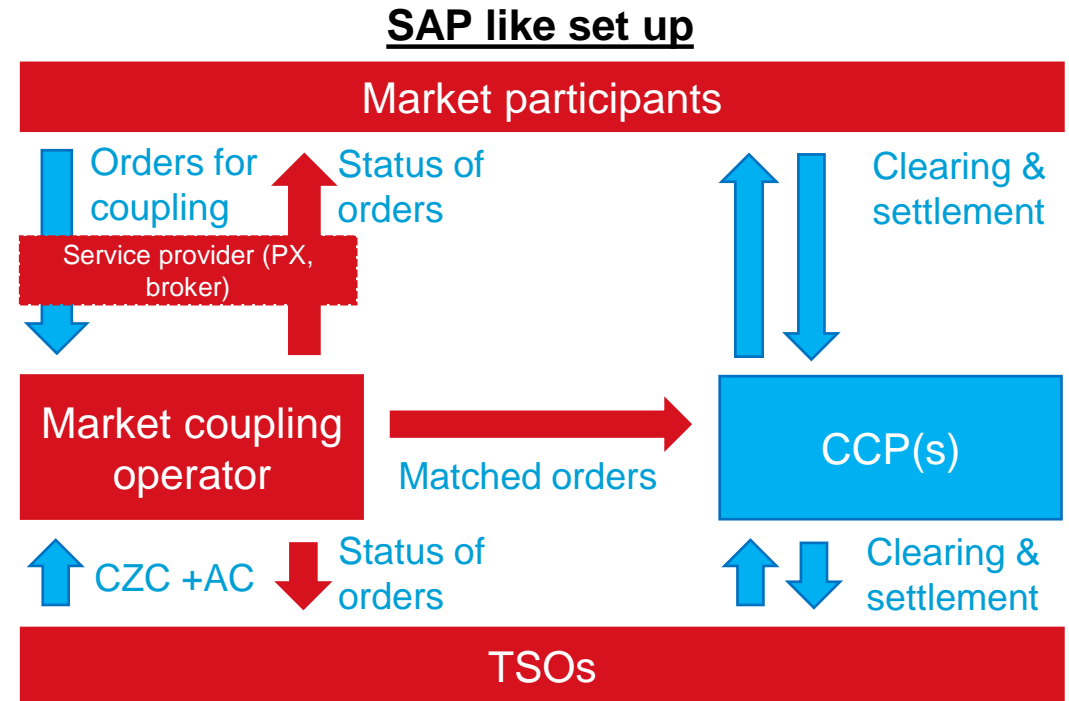 SAP like set up
Market participants
Orders for
coupling
Status of
orders
Clearing &
settlement
Service provider (PX,
broker)
Market coupling
operator
Matched orders
CCP(s)
CZC +AC
Status of
orders
Clearing &
settlement
TSOs